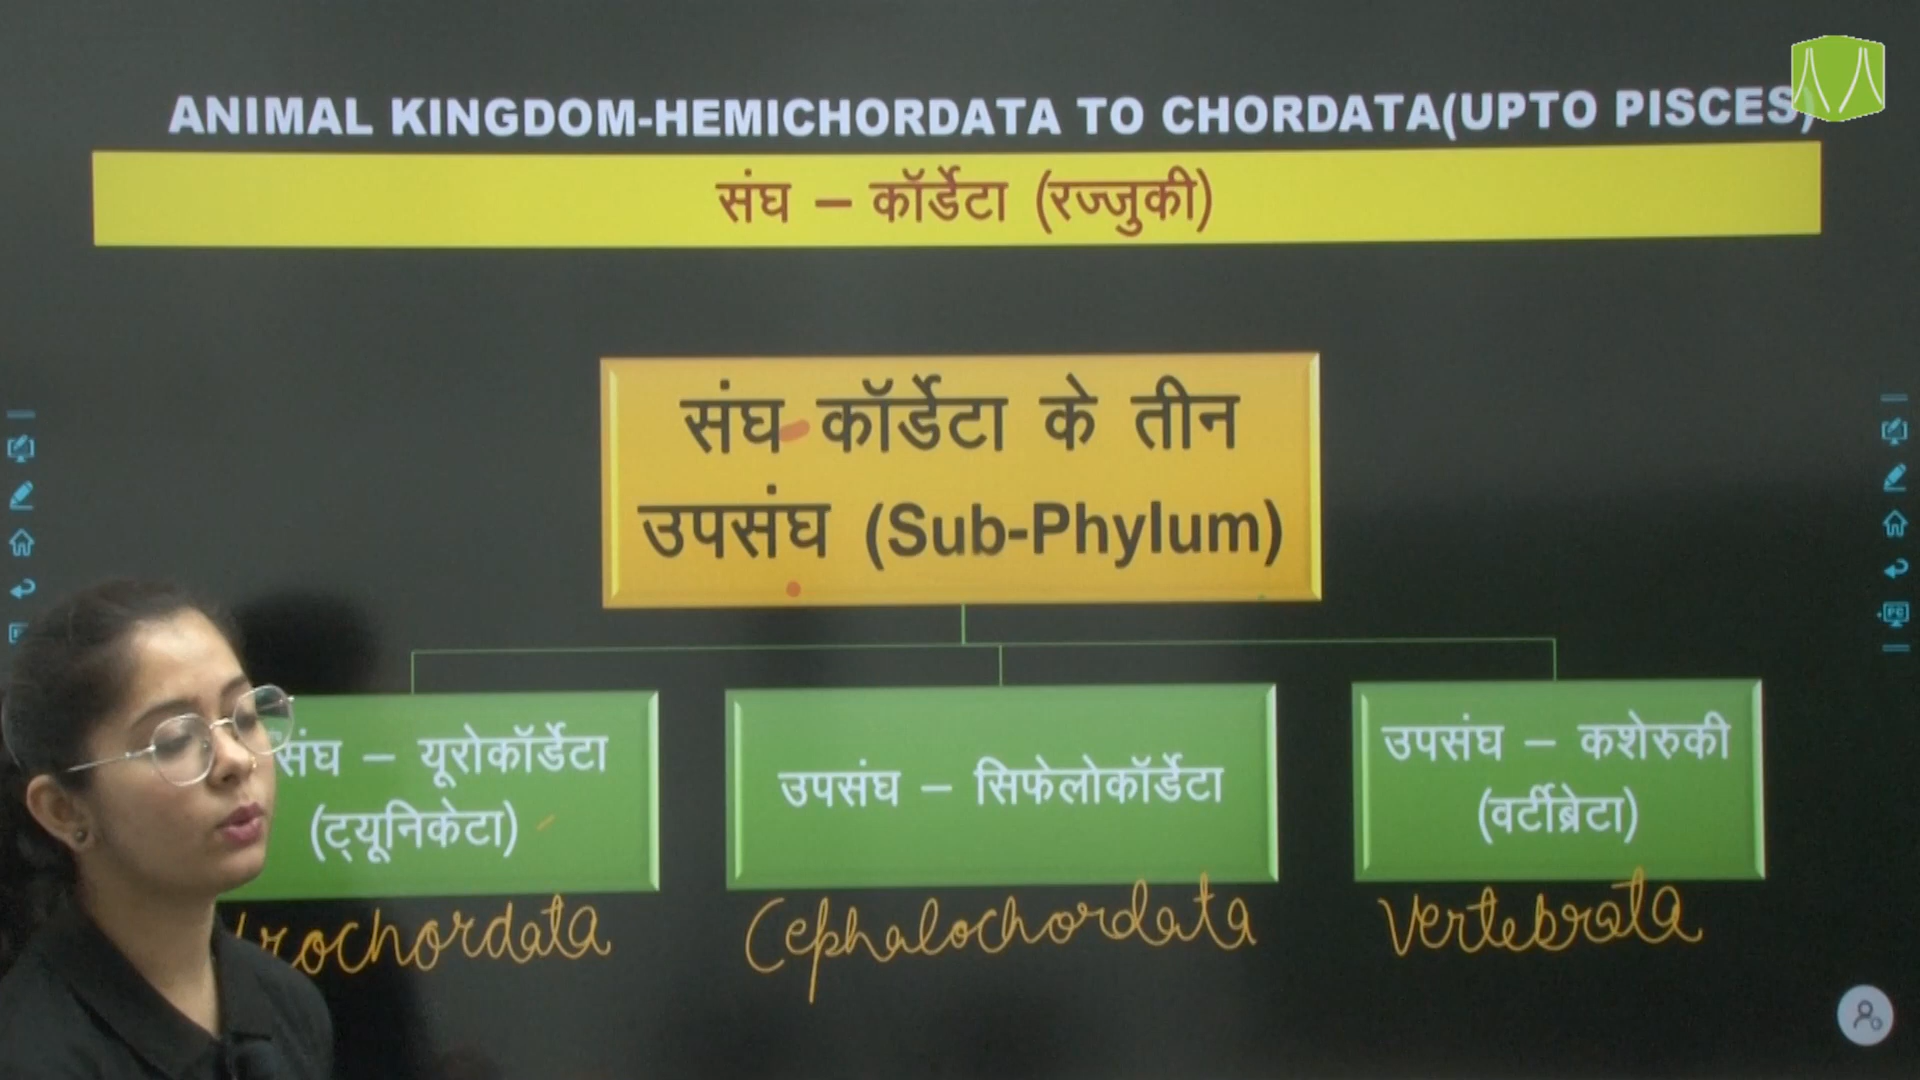 ANIMAL KINGDOM-HEMICHORDATA TO CHORDATA(UPTO PISCES)
संघ – कॉर्डेटा (रज्जुकी)
संघ कॉर्डेटा के तीन
उपसंघ (Sub-Phylum)
संघ – यूरोकॉर्डेटा
(ट्यूनिकेटा)
उपसंघ – सिफेलोकॉर्डेटा
उपसंघ – कशेरुकी
(वर्टीब्रेटा)
rochordata
Cephalochordata
Vertebrata